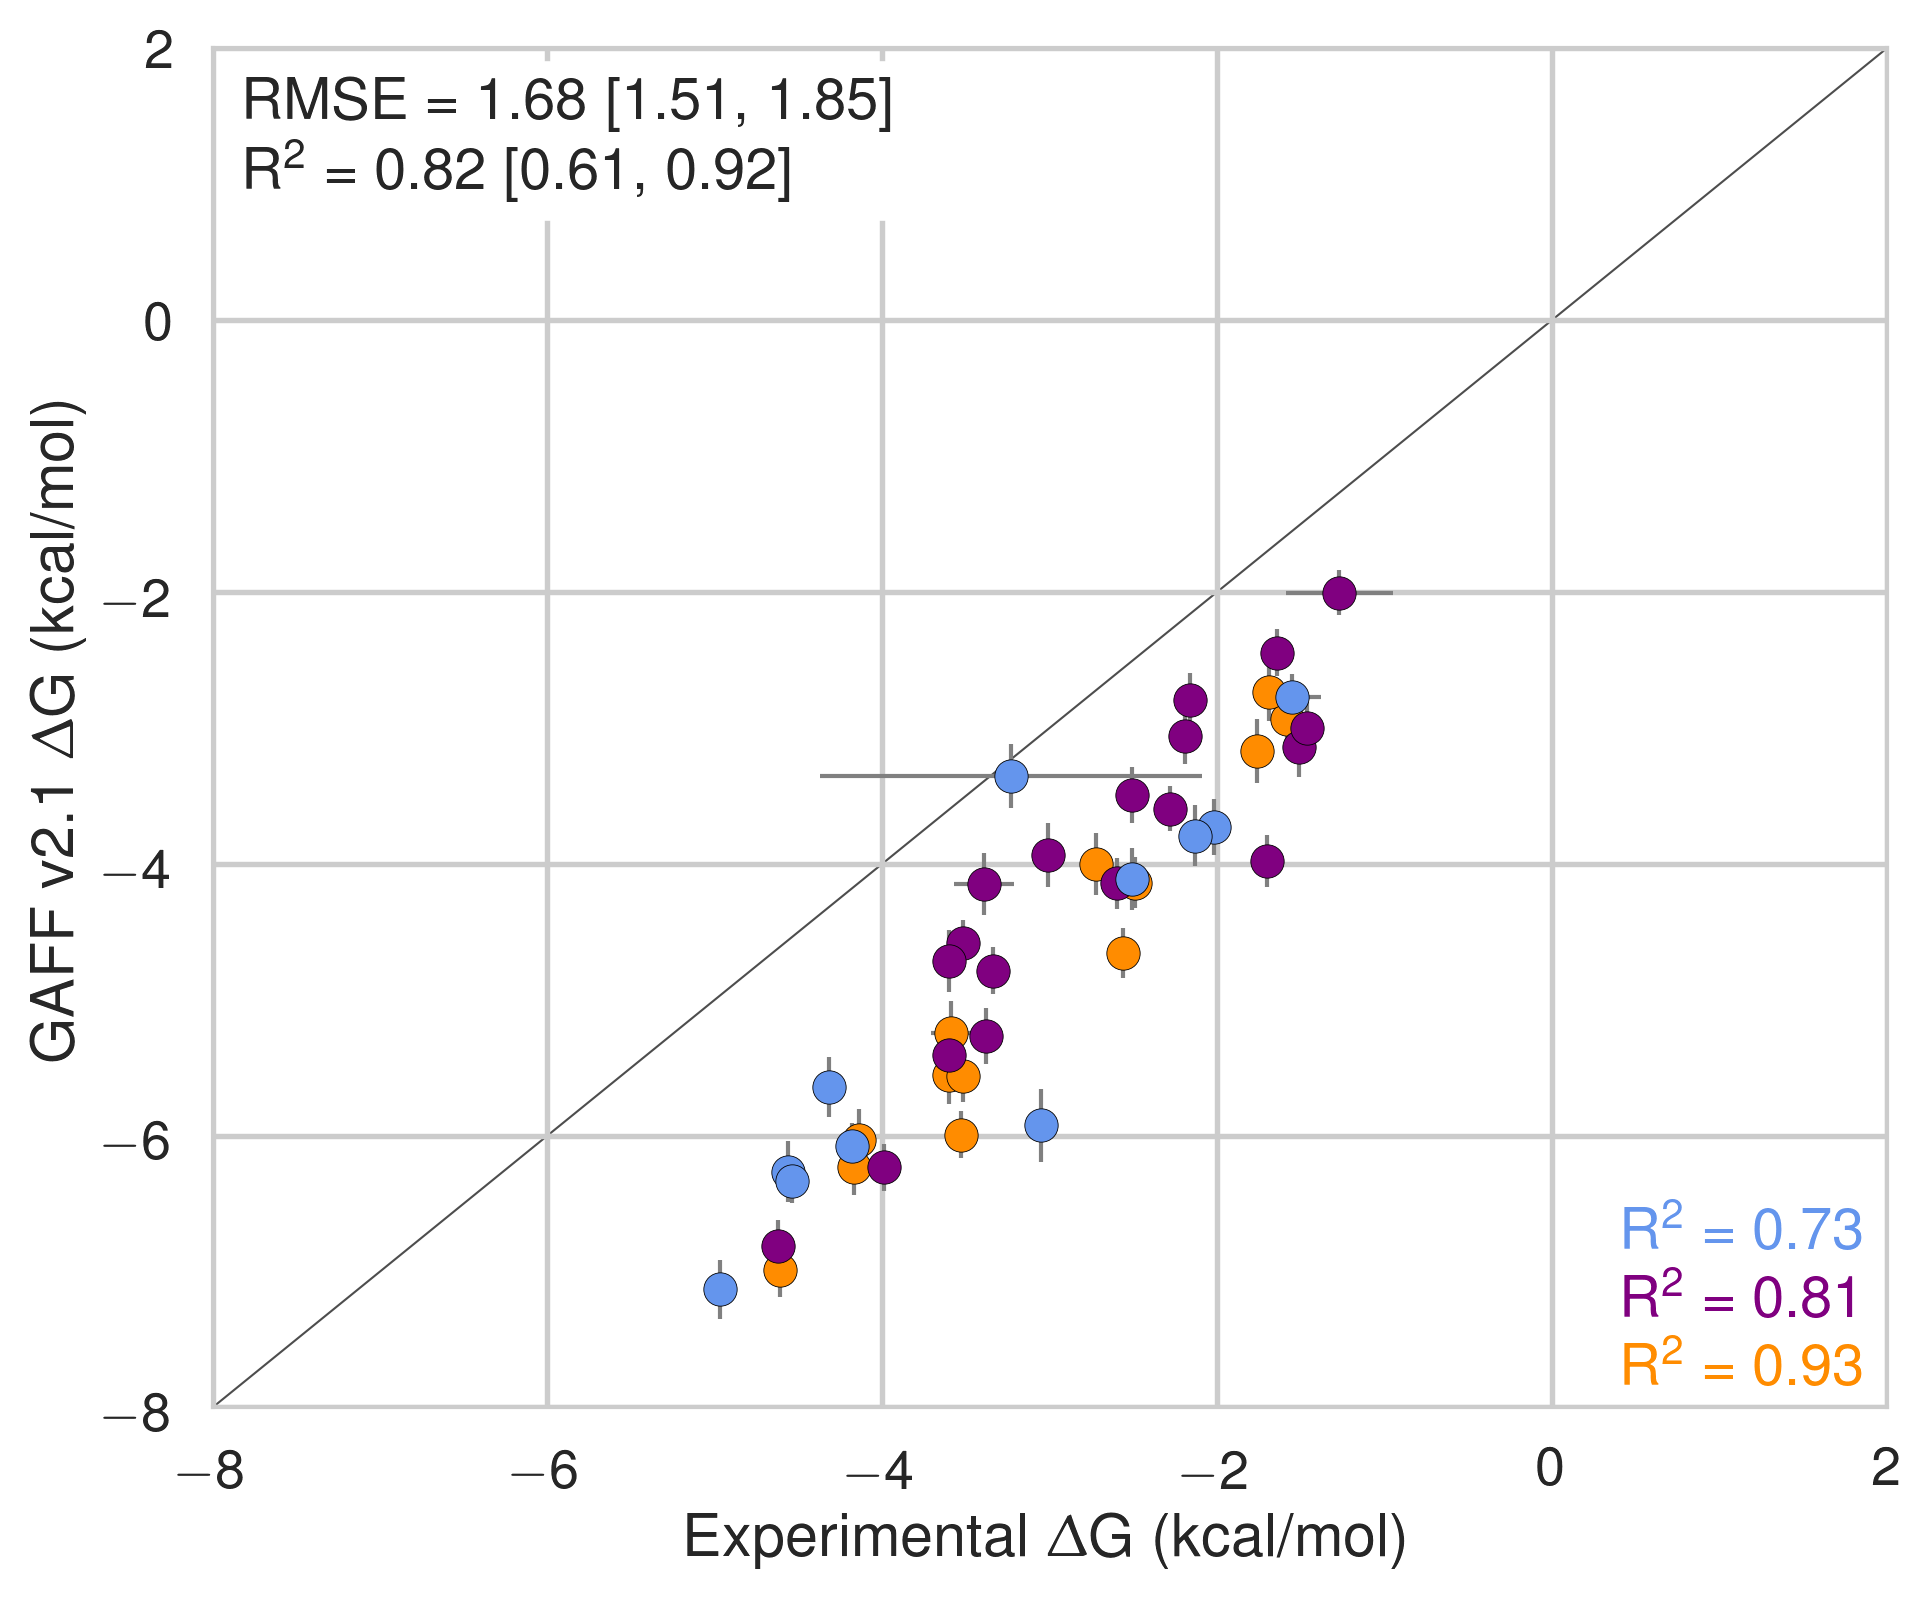 RMSE = 1.68 [1.51, 1.85]
R² = 0.82 [0.61, 0.92]
2
0
−2
−4
−6
−8
GAFF v2.1 ΔG (kcal/mol)
R² = 0.73
R² = 0.81
R² = 0.93
−8 −6 −4 −2 0 2
Experimental ΔG (kcal/mol)